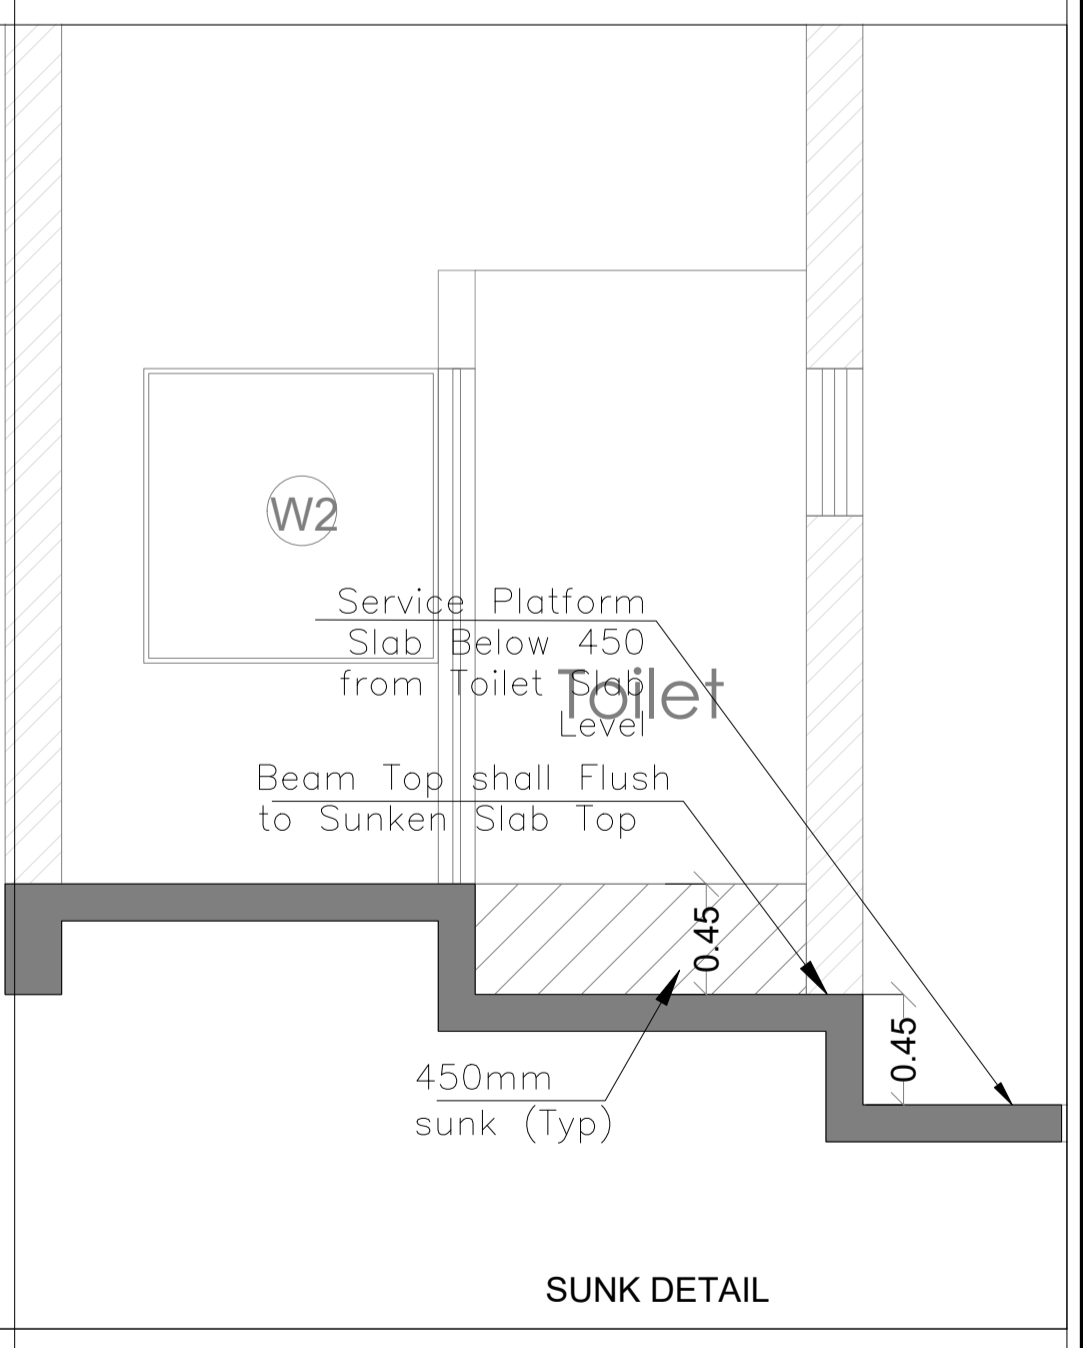 W2
Service Platform
Slab Below 450
from Toilet Slab
Level
Toilet
Beam Top shall Flush
to Sunken Slab Top
0.45
0.45
450mm
sunk (Typ)
SUNK DETAIL